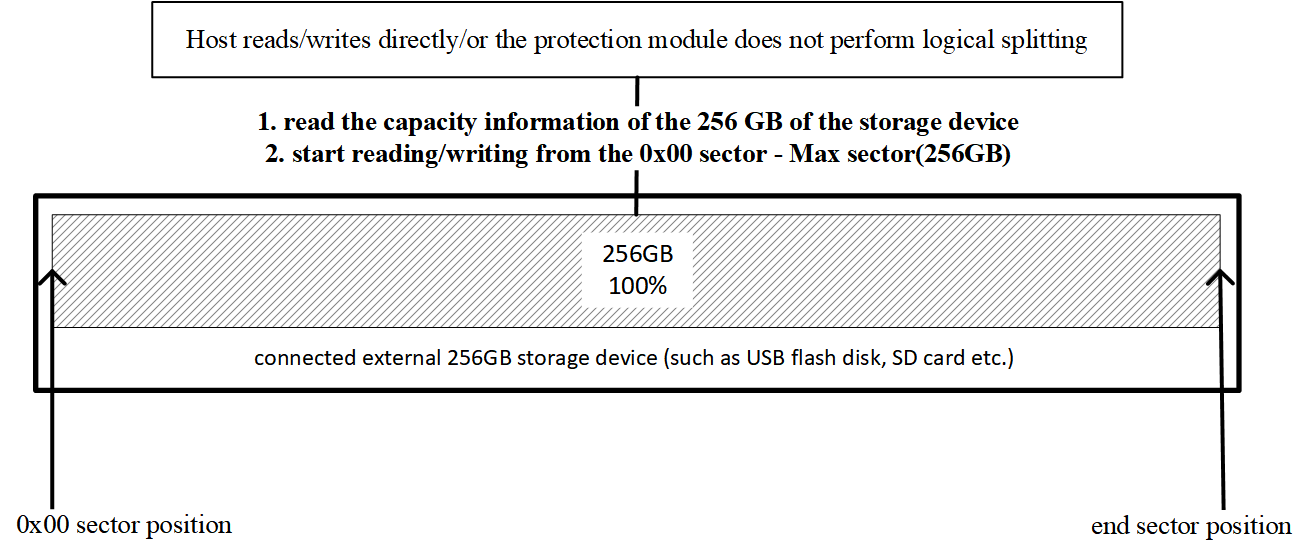 Host reads/writes directly/or the protection module does not perform logical splitting
1. read the capacity information of the 256 GB of the storage device
2. start reading/writing from the 0x00 sector - Max sector(256GB)
256GB
100%
connected external 256GB storage device (such as USB flash disk, SD card etc.)
0x00 sector position
end sector position